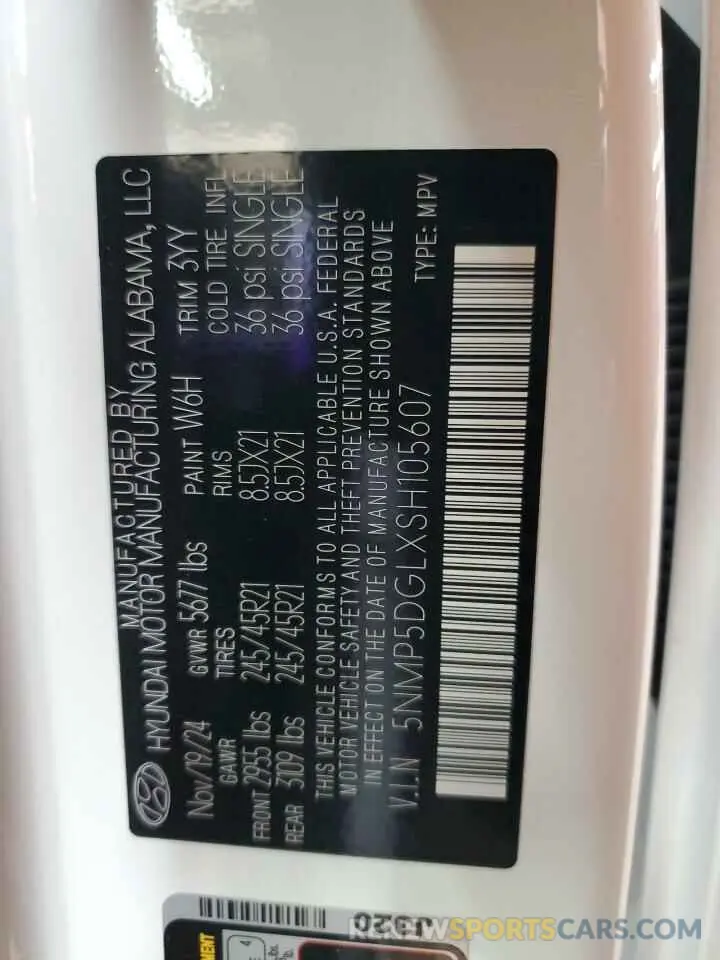 MANUFACTURED BY
HYUNDAI MOTOR MANUFACTURING ALABAMA, LLC
Nov/19/24 GVWR 5677 lbs PAINT W6H TRIM 3YY
GAWR TIRES RIMS COLD TIRE INFL
FRONT 2955 lbs 245/45R21 8.5JX21 36 psi SINGLE
REAR 3109 lbs 245/45R21 8.5JX21 36 psi SINGLE
THIS VEHICLE CONFORMS TO ALL APPLICABLE U.S.A. FEDERAL
MOTOR VEHICLE SAFETY AND THEFT PREVENTION STANDARDS
IN EFFECT ON THE DATE OF MANUFACTURE SHOWN ABOVE
V.I.N 5NMP5DGLXSH105607 TYPE: MPV
RENEWSPORTSCARS.COM